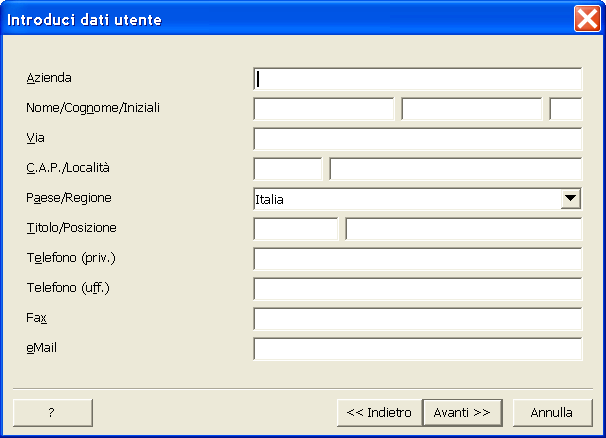 Introduci dati utente
Azienda
Nome/Cognome/Iniziali
Via
C.A.P./Località
Paese/Regione Italia
Titolo/Posizione
Telefono (priv.)
Telefono (uff.)
Fax
eMail
? << Indietro Avanti >> Annulla